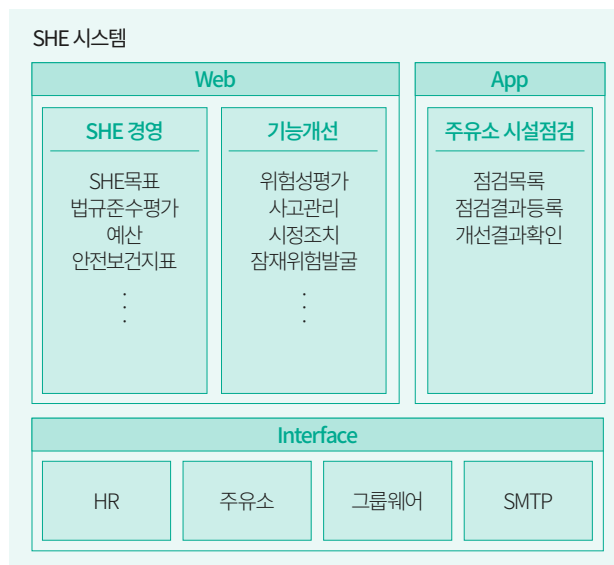 SHE 시스템
Web
SHE 경영
SHE목표
법규준수평가
예산
안전보건지표
기능개선
위험성평가
사고관리
시정조치
잠재위험발굴
App
주유소 시설점검
점검목록
점검결과등록
개선결과확인
Interface
HR
주유소
그룹웨어
SMTP